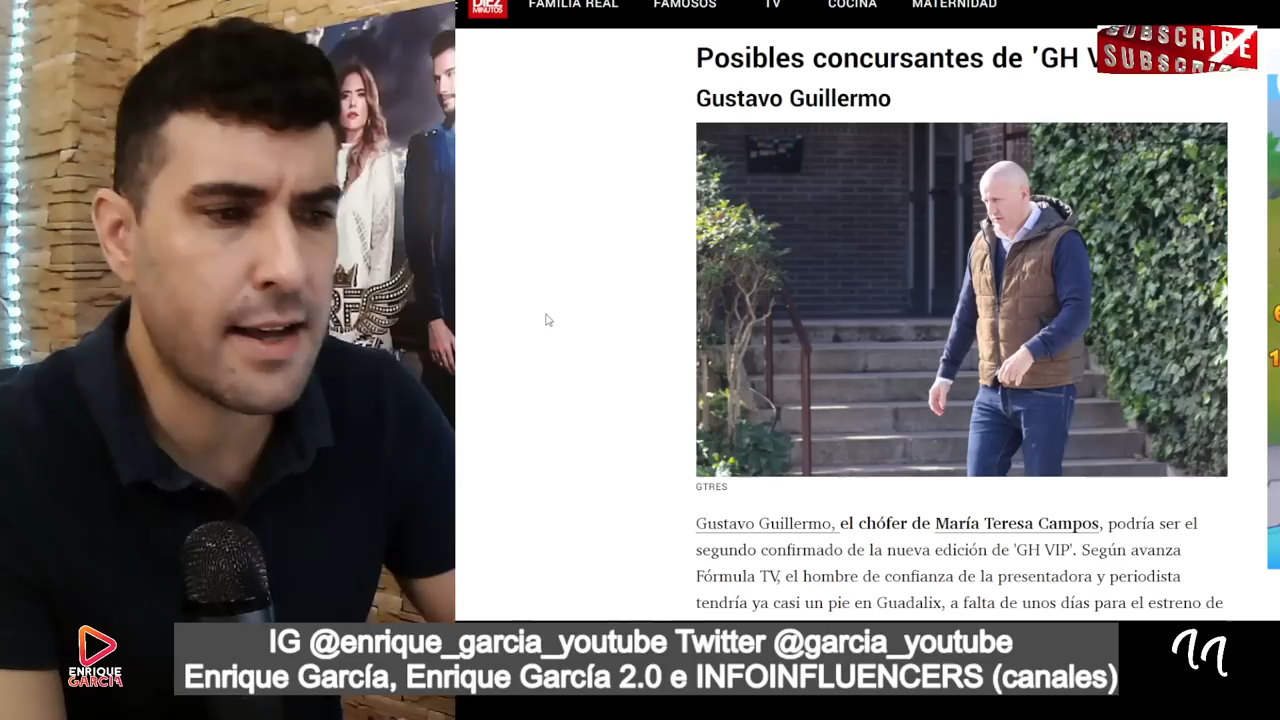 DIEZ
MINUTOS
FAMILIA REAL
FAMOSOS
TV
COCINA
MATERNIDAD
SUBSCRIBE
SUBSCRIBE
Posibles concursantes de 'GH V
Gustavo Guillermo
GTRES
Gustavo Guillermo, el chófer de María Teresa Campos, podría ser el
segundo confirmado de la nueva edición de 'GH VIP'. Según avanza
Fórmula TV, el hombre de confianza de la presentadora y periodista
tendría ya casi un pie en Guadalix, a falta de unos días para el estreno de
IG @enrique_garcia_youtube Twitter @garcia_youtube
Enrique García, Enrique García 2.0 e INFOINFLUENCERS (canales)
ENRIQUE
GARCÍA